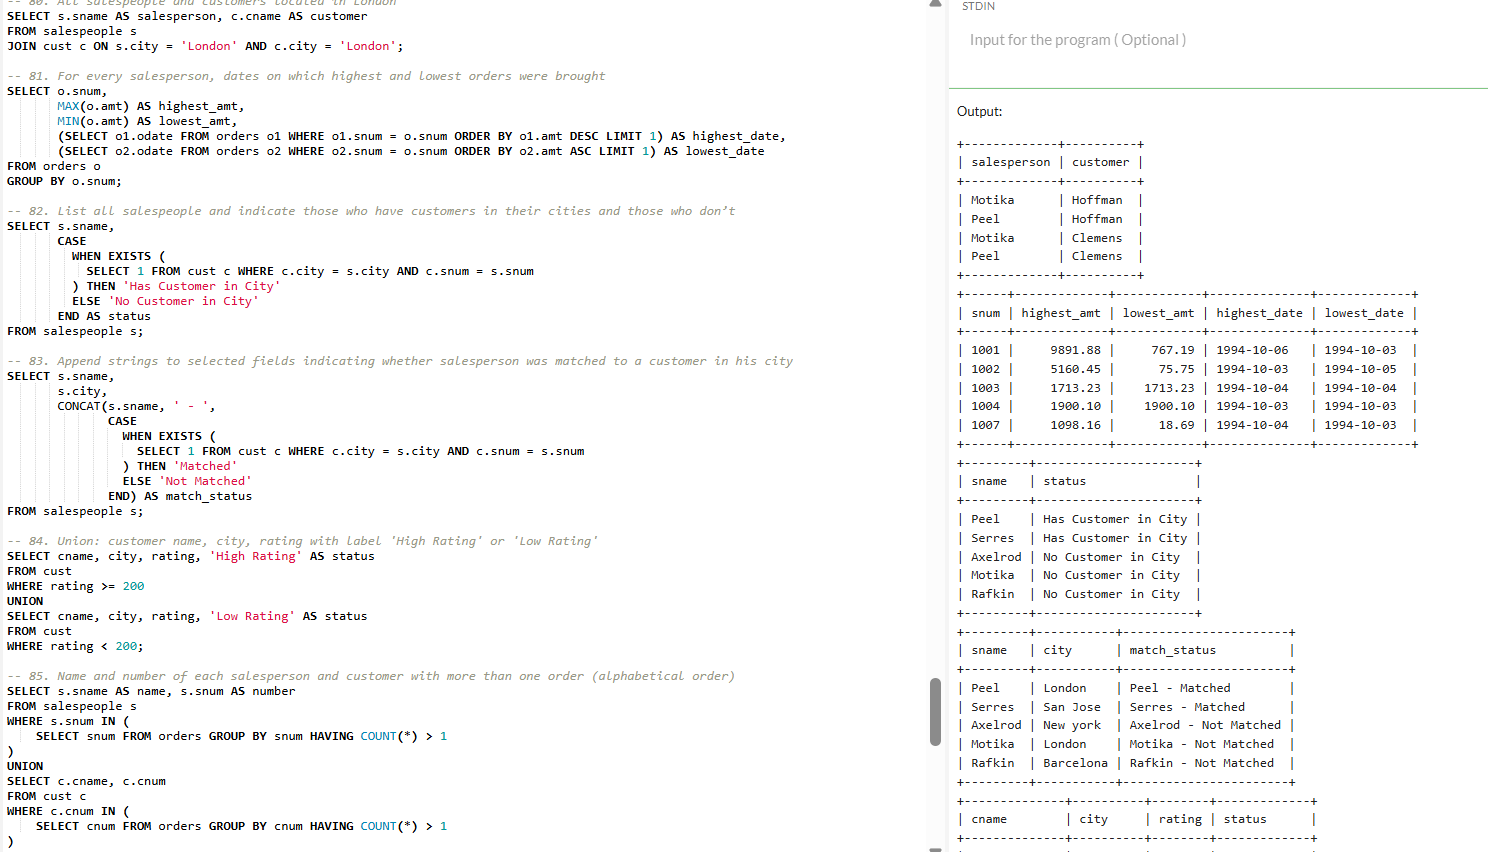 -- 80. All salespeople and customers located in London
SELECT s.sname AS salesperson, c.cname AS customer
FROM salespeople s
JOIN cust c ON s.city = 'London' AND c.city = 'London';
-- 81. For every salesperson, dates on which highest and lowest orders were brought
SELECT o.snum,
MAX(o.amt) AS highest_amt,
MIN(o.amt) AS lowest_amt,
(SELECT o1.odate FROM orders o1 WHERE o1.snum = o.snum ORDER BY o1.amt DESC LIMIT 1) AS highest_date,
(SELECT o2.odate FROM orders o2 WHERE o2.snum = o.snum ORDER BY o2.amt ASC LIMIT 1) AS lowest_date
FROM orders o
GROUP BY o.snum;
-- 82. List all salespeople and indicate those who have customers in their cities and those who don't
SELECT s.sname,
CASE
WHEN EXISTS (
SELECT 1 FROM cust c WHERE c.city = s.city AND c.snum = s.snum
) THEN 'Has Customer in City'
ELSE 'No Customer in City'
END AS status
FROM salespeople s;
-- 83. Append strings to selected fields indicating whether salesperson was matched to a customer in his city
SELECT s.sname,
s.city,
CONCAT(s.sname, ' - ',
CASE
WHEN EXISTS (
SELECT 1 FROM cust c WHERE c.city = s.city AND c.snum = s.snum
) THEN 'Matched'
ELSE 'Not Matched'
END) AS match_status
FROM salespeople s;
-- 84. Union: customer name, city, rating with label 'High Rating' or 'Low Rating'
SELECT cname, city, rating, 'High Rating' AS status
FROM cust
WHERE rating >= 200
UNION
SELECT cname, city, rating, 'Low Rating' AS status
FROM cust
WHERE rating < 200;
-- 85. Name and number of each salesperson and customer with more than one order (alphabetical order)
SELECT s.sname AS name, s.snum AS number
FROM salespeople s
WHERE s.snum IN (
SELECT snum FROM orders GROUP BY snum HAVING COUNT(*) > 1
)
UNION
SELECT c.cname, c.cnum
FROM cust c
WHERE c.cnum IN (
SELECT cnum FROM orders GROUP BY cnum HAVING COUNT(*) > 1
)
STDIN
Input for the program ( Optional )
Output:
+-------------+----------+
| salesperson | customer |
+-------------+----------+
| Motika | Hoffman |
| Peel | Hoffman |
| Motika | Clemens |
| Peel | Clemens |
+-------------+----------+
+------+-------------+------------+--------------+-------------+
| snum | highest_amt | lowest_amt | highest_date | lowest_date |
+------+-------------+------------+--------------+-------------+
| 1001 | 9891.88 | 767.19 | 1994-10-06 | 1994-10-03 |
| 1002 | 5160.45 | 75.75 | 1994-10-03 | 1994-10-05 |
| 1003 | 1713.23 | 1713.23 | 1994-10-04 | 1994-10-04 |
| 1004 | 1900.10 | 1900.10 | 1994-10-03 | 1994-10-03 |
| 1007 | 1098.16 | 18.69 | 1994-10-04 | 1994-10-03 |
+------+-------------+------------+--------------+-------------+
+---------+----------------------+
| sname | status |
+---------+----------------------+
| Peel | Has Customer in City |
| Serres | Has Customer in City |
| Axelrod | No Customer in City |
| Motika | No Customer in City |
| Rafkin | No Customer in City |
+---------+----------------------+
+---------+-----------+-----------------------+
| sname | city | match_status |
+---------+-----------+-----------------------+
| Peel | London | Peel - Matched |
| Serres | San Jose | Serres - Matched |
| Axelrod | New york | Axelrod - Not Matched |
| Motika | London | Motika - Not Matched |
| Rafkin | Barcelona | Rafkin - Not Matched |
+---------+-----------+-----------------------+
+--------------+----------+--------+-------------+
| cname | city | rating | status |
+--------------+----------+--------+-------------+